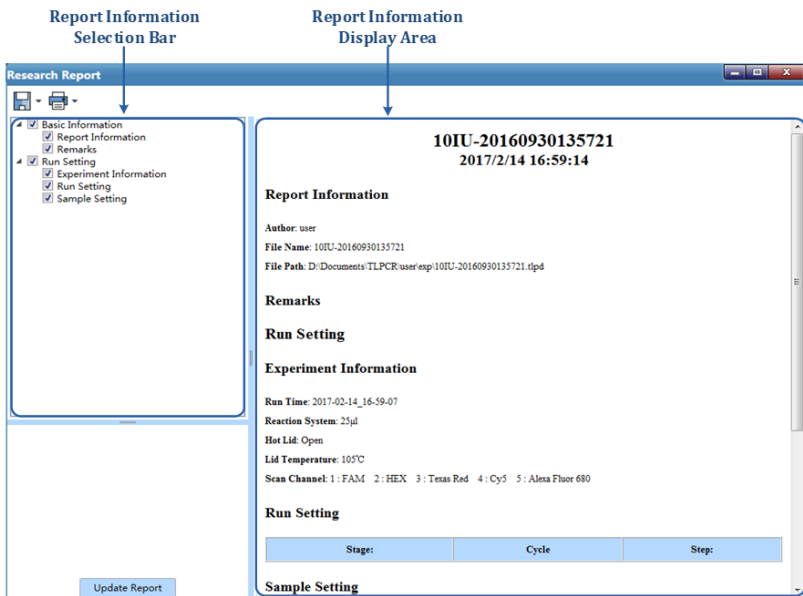 Report Information
Selection Bar
Report Information
Display Area
Research Report
Basic Information
Report Information
Remarks
Run Setting
Experiment Information
Run Setting
Sample Setting
Update Report
10IU-20160930135721
2017/2/14 16:59:14
Report Information
Author: user
File Name: 10IU-20160930135721
File Path: D:\Documents\TLPCR\user\exp\10IU-20160930135721.tlpd
Remarks
Run Setting
Experiment Information
Run Time: 2017-02-14_16-59-07
Reaction System: 25μl
Hot Lid: Open
Lid Temperature: 105℃
Scan Channel: 1 : FAM 2 : HEX 3 : Texas Red 4 : Cy5 5 : Alexa Fluor 680
Run Setting
Stage: Cycle Step:
Sample Setting